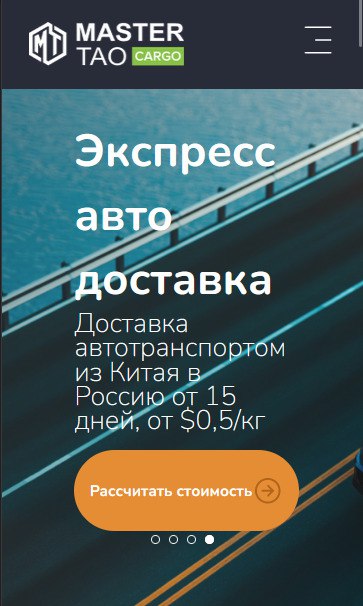 MASTER
TAO CARGO
Экспресс
авто
доставка
Доставка
автотранспортом
из Китая в
Россию от 15
дней, от $0,5/кг
Рассчитать стоимость